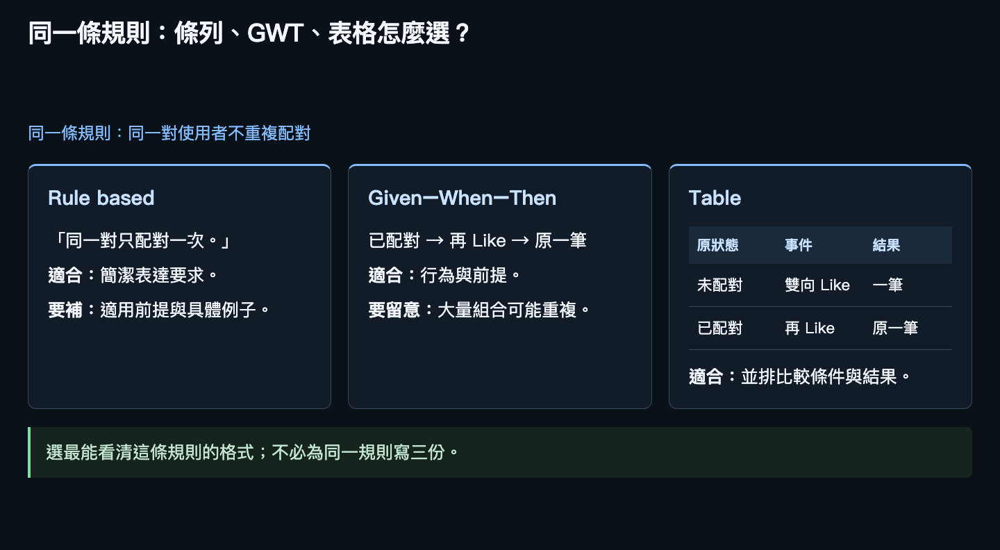 同一條規則：條列、GWT、表格怎麼選？
同一條規則：同一對使用者不重複配對
Rule based
「同一對只配對一次。」
適合：簡潔表達要求。
要補：適用前提與具體例子。
Given—When—Then
已配對 → 再 Like → 原一筆
適合：行為與前提。
要留意：大量組合可能重複。
Table
原狀態 事件 結果
未配對 雙向 Like 一筆
已配對 再 Like 原一筆
適合：並排比較條件與結果。
選最能看清這條規則的格式；不必為同一規則寫三份。